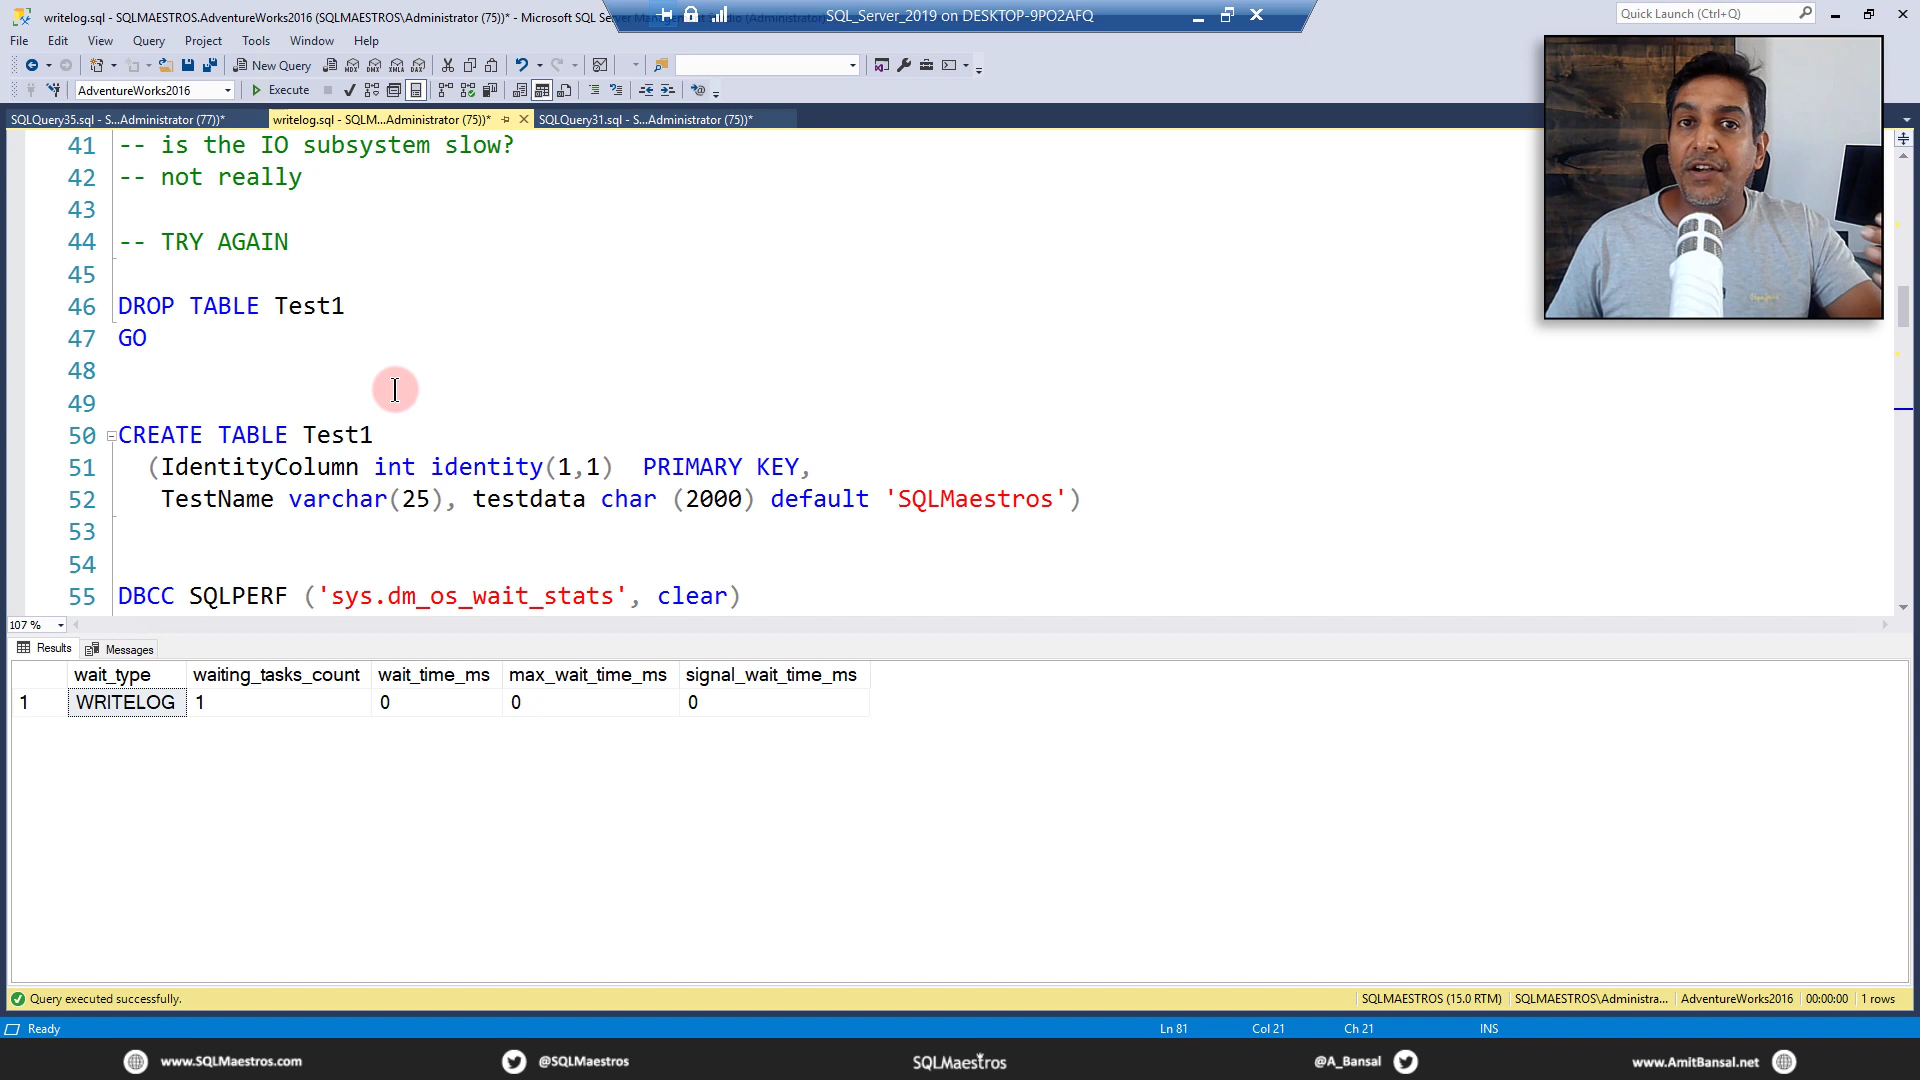 writelog.sql - SQLMAESTROS.AdventureWorks2016 (SQLMAESTROS\Administrator (75))* - Microsoft SQL Server Management Studio (Administrator)
SQL_Server_2019 on DESKTOP-9PO2AFQ
Quick Launch (Ctrl+Q)
File Edit View Query Project Tools Window Help
New Query
AdventureWorks2016 Execute
SQLQuery35.sql - S...Administrator (77))* writelog.sql - SQLM...Administrator (75))* SQLQuery31.sql - S...Administrator (75))*
41 -- is the IO subsystem slow?
42 -- not really
43
44 -- TRY AGAIN
45
46 DROP TABLE Test1
47 GO
48
49
50 CREATE TABLE Test1
51 (IdentityColumn int identity(1,1) PRIMARY KEY,
52 TestName varchar(25), testdata char (2000) default 'SQLMaestros')
53
54
55 DBCC SQLPERF ('sys.dm_os_wait_stats', clear)
107 %
Results Messages
wait_type waiting_tasks_count wait_time_ms max_wait_time_ms signal_wait_time_ms
1 WRITELOG 1 0 0 0
Query executed successfully. SQLMAESTROS (15.0 RTM) SQLMAESTROS\Administra... AdventureWorks2016 00:00:00 1 rows
Ready Ln 81 Col 21 Ch 21 INS
www.SQLMaestros.com @SQLMaestros SQLMaestros @A_Bansal www.AmitBansal.net